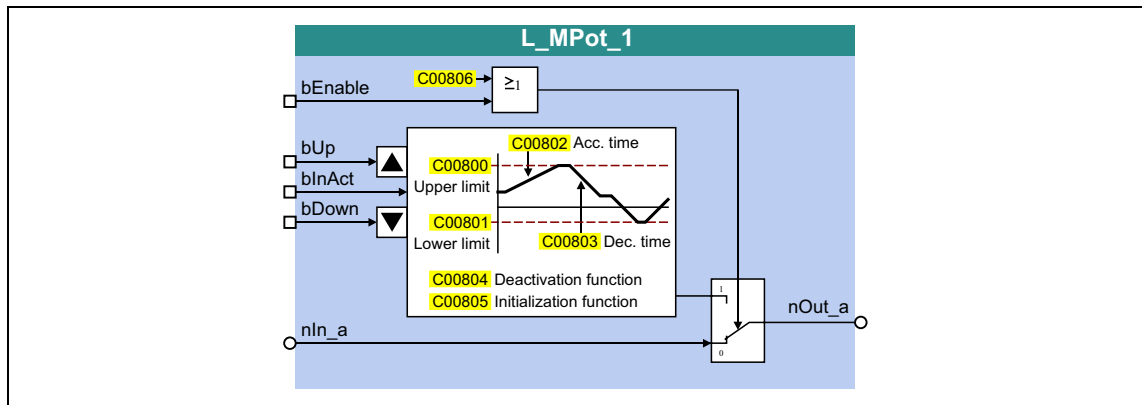 L_MPot_1
C00806
≥1
bEnable
bUp
C00802 Acc. time
C00800
Upper limit
bInAct
bDown
C00801
Lower limit
C00803 Dec. time
C00804 Deactivation function
C00805 Initialization function
1
nOut_a
nIn_a
0